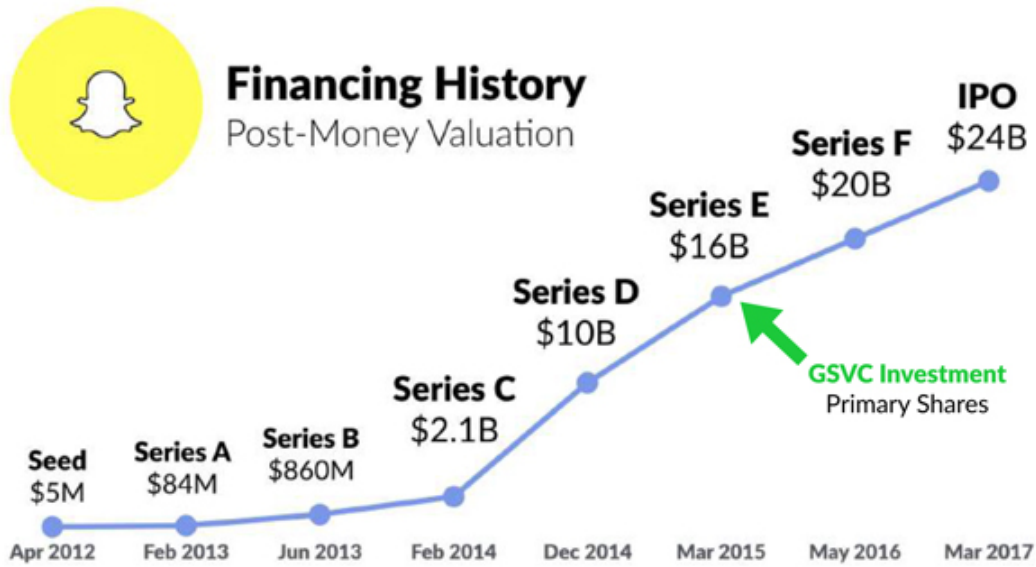 Financing History
Post-Money Valuation
IPO
$24B
Series F
$20B
Series E
$16B
Series D
$10B
GSVC Investment
Primary Shares
Series C
$2.1B
Series B
$860M
Series A
$84M
Seed
$5M
Apr 2012 Feb 2013 Jun 2013 Feb 2014 Dec 2014 Mar 2015 May 2016 Mar 2017